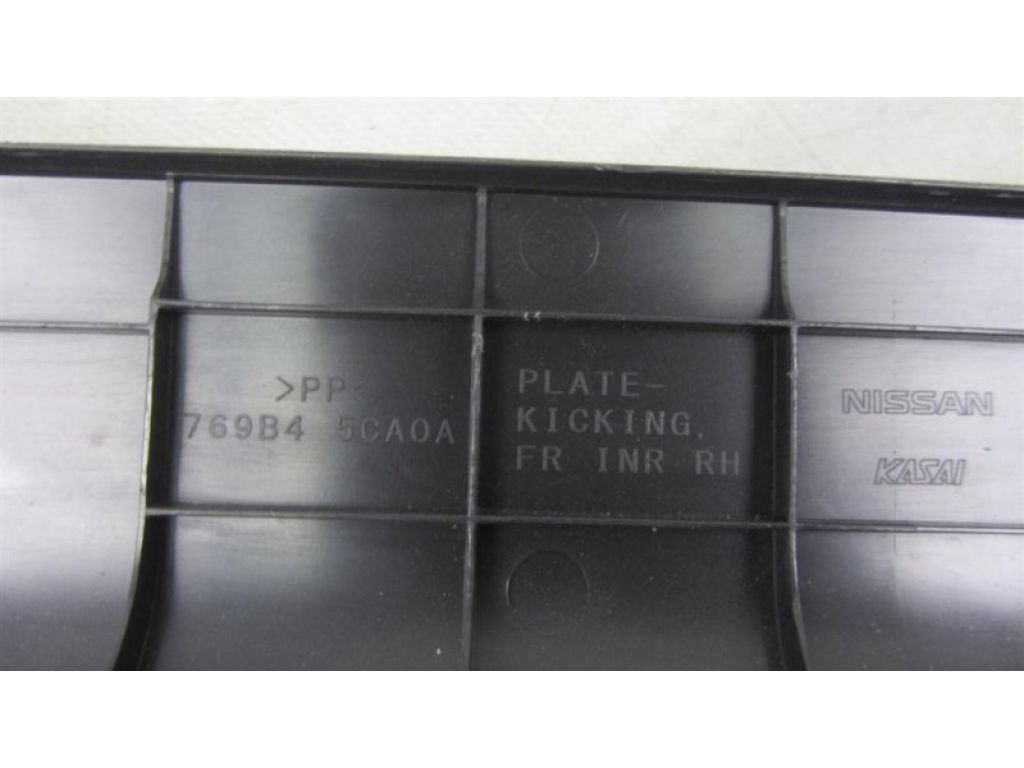 >PP<
769B4 5CA0A
PLATE-
KICKING,
FR INR RH
NISSAN
KASAI